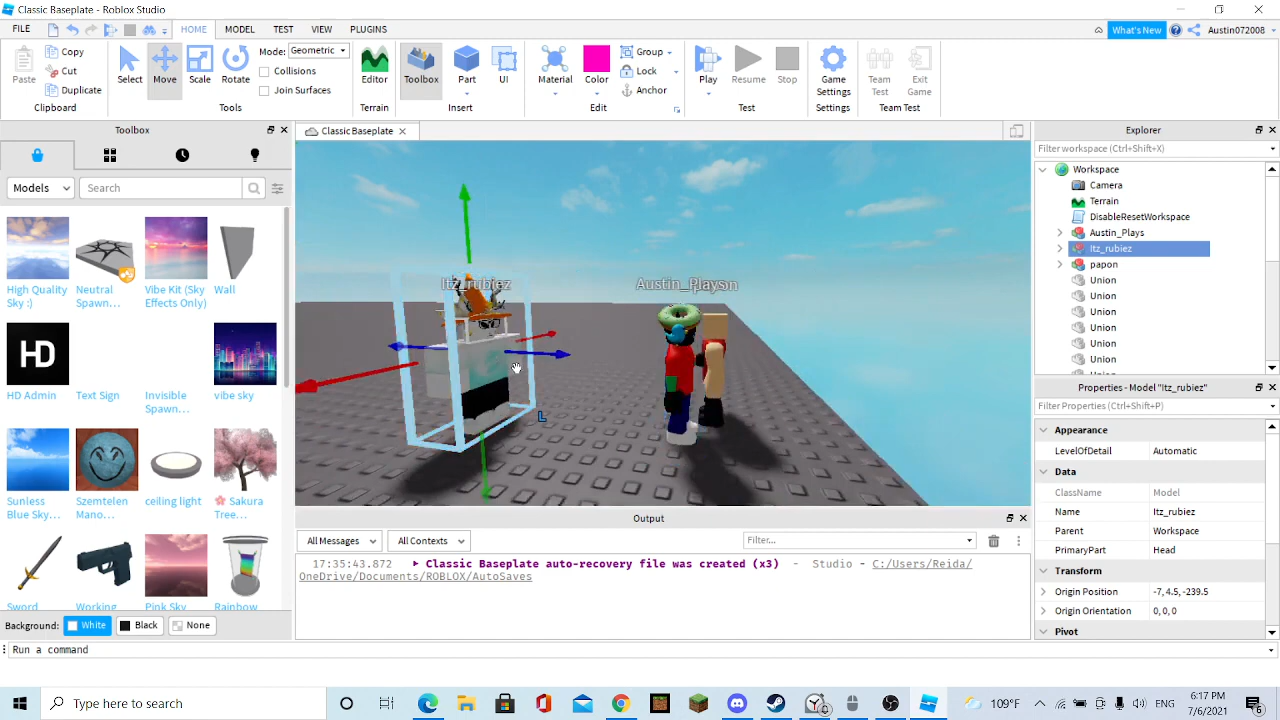 Classic Baseplate - Roblox Studio
FILE HOME MODEL TEST VIEW PLUGINS What's New Austin072008
Paste Copy Cut Duplicate Clipboard
Select Move Scale Rotate Mode: Geometric Collisions Join Surfaces Tools
Editor Terrain
Toolbox Part UI Insert
Material Color Group Lock Anchor Edit
Play Resume Stop Test
Game Settings Settings
Team Test Exit Game Team Test
Toolbox
Models Search
High Quality Sky :)
Neutral Spawn...
Vibe Kit (Sky Effects Only)
Wall
HD
HD Admin
Text Sign
Invisible Spawn...
vibe sky
Sunless Blue Sky...
Szemtelen Mano...
ceiling light
🌸 Sakura Tree...
Sword
Working
Pink Sky
Rainbow
Background: White Black None
Classic Baseplate
Itz_rubiez
L
Output
All Messages All Contexts Filter...
17:35:43.872 ▶ Classic Baseplate auto-recovery file was created (x3) - Studio - C:/Users/Reida/
OneDrive/Documents/ROBLOX/AutoSaves
Explorer
Filter workspace (Ctrl+Shift+X)
Workspace
Camera
Terrain
DisableResetWorkspace
Austin_Plays
Itz_rubiez
papon
Union
Union
Union
Union
Union
Union
Properties - Model "Itz_rubiez"
Filter Properties (Ctrl+Shift+P)
Appearance
LevelOfDetail Automatic
Data
ClassName Model
Name Itz_rubiez
Parent Workspace
PrimaryPart Head
Transform
Origin Position -7, 4.5, -239.5
Origin Orientation 0, 0, 0
Pivot
Run a command
Type here to search
109°F
6:17 PM
7/6/2021
6